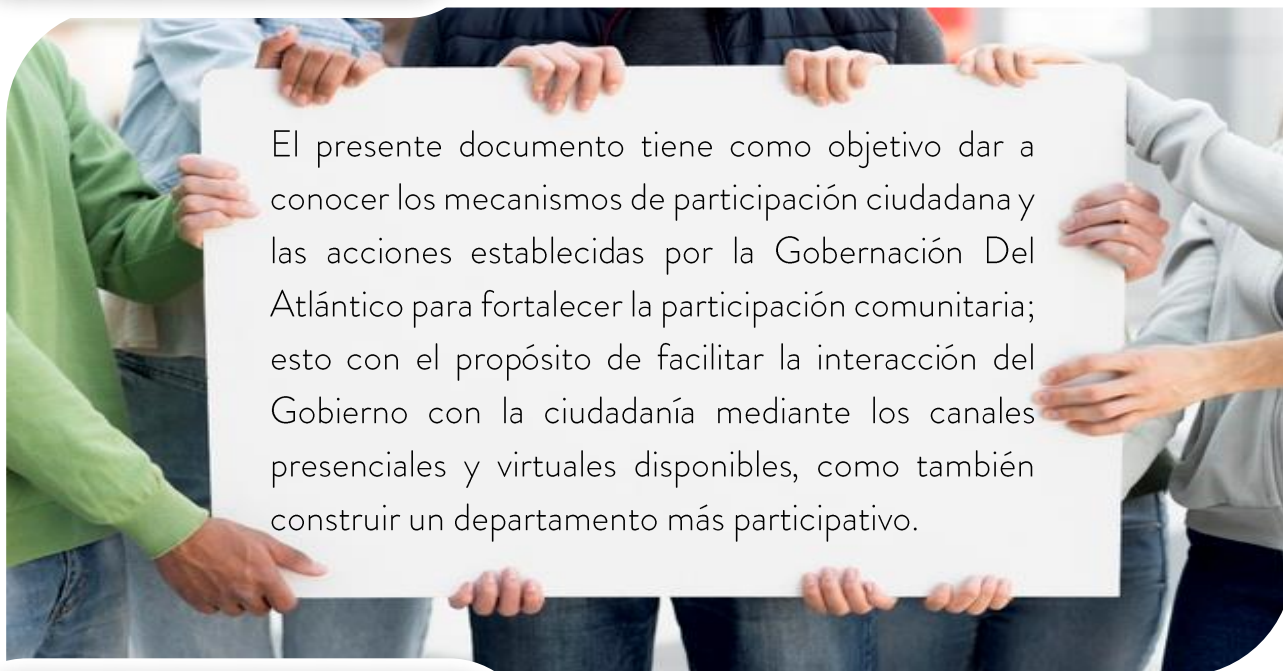 El presente documento tiene como objetivo dar a
conocer los mecanismos de participación ciudadana y
las acciones establecidas por la Gobernación Del
Atlántico para fortalecer la participación comunitaria;
esto con el propósito de facilitar la interacción del
Gobierno con la ciudadanía mediante los canales
presenciales y virtuales disponibles, como también
construir un departamento más participativo.